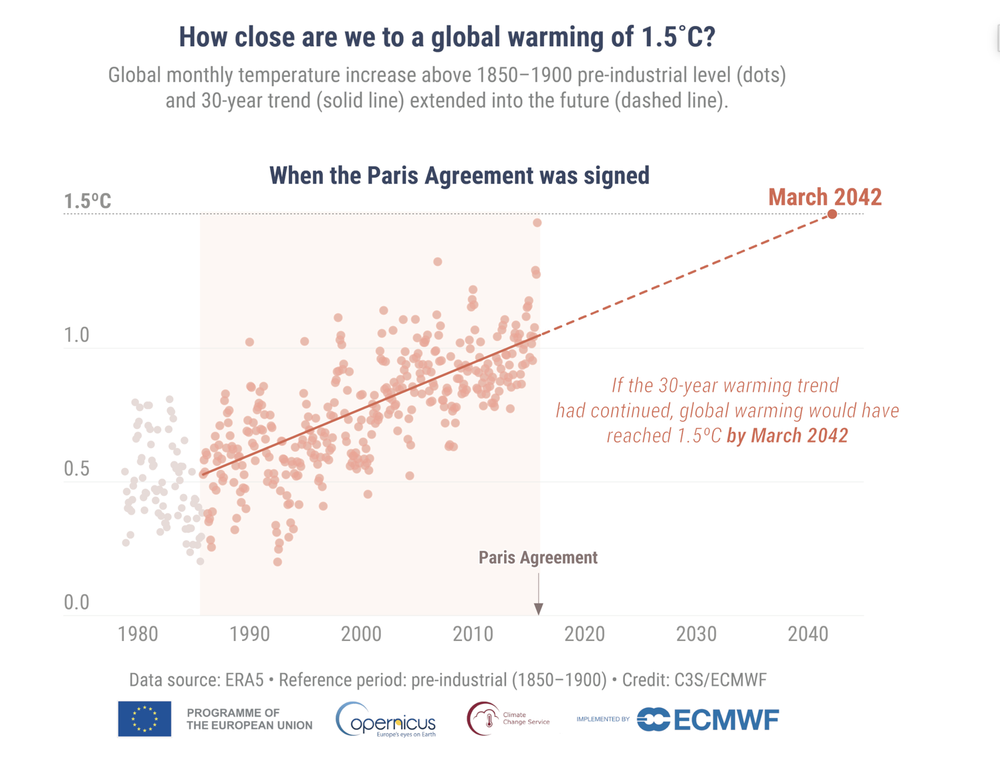 How close are we to a global warming of 1.5˚C?
Global monthly temperature increase above 1850–1900 pre-industrial level (dots)
and 30-year trend (solid line) extended into the future (dashed line).
When the Paris Agreement was signed
1.5ºC
March 2042
1.0
If the 30-year warming trend
had continued, global warming would have
reached 1.5ºC by March 2042
0.5
Paris Agreement
0.0
1980 1990 2000 2010 2020 2030 2040
Data source: ERA5 • Reference period: pre-industrial (1850–1900) • Credit: C3S/ECMWF
PROGRAMME OF
THE EUROPEAN UNION
opernicus
Europe's eyes on Earth
Climate
Change Service
IMPLEMENTED BY
ECMWF